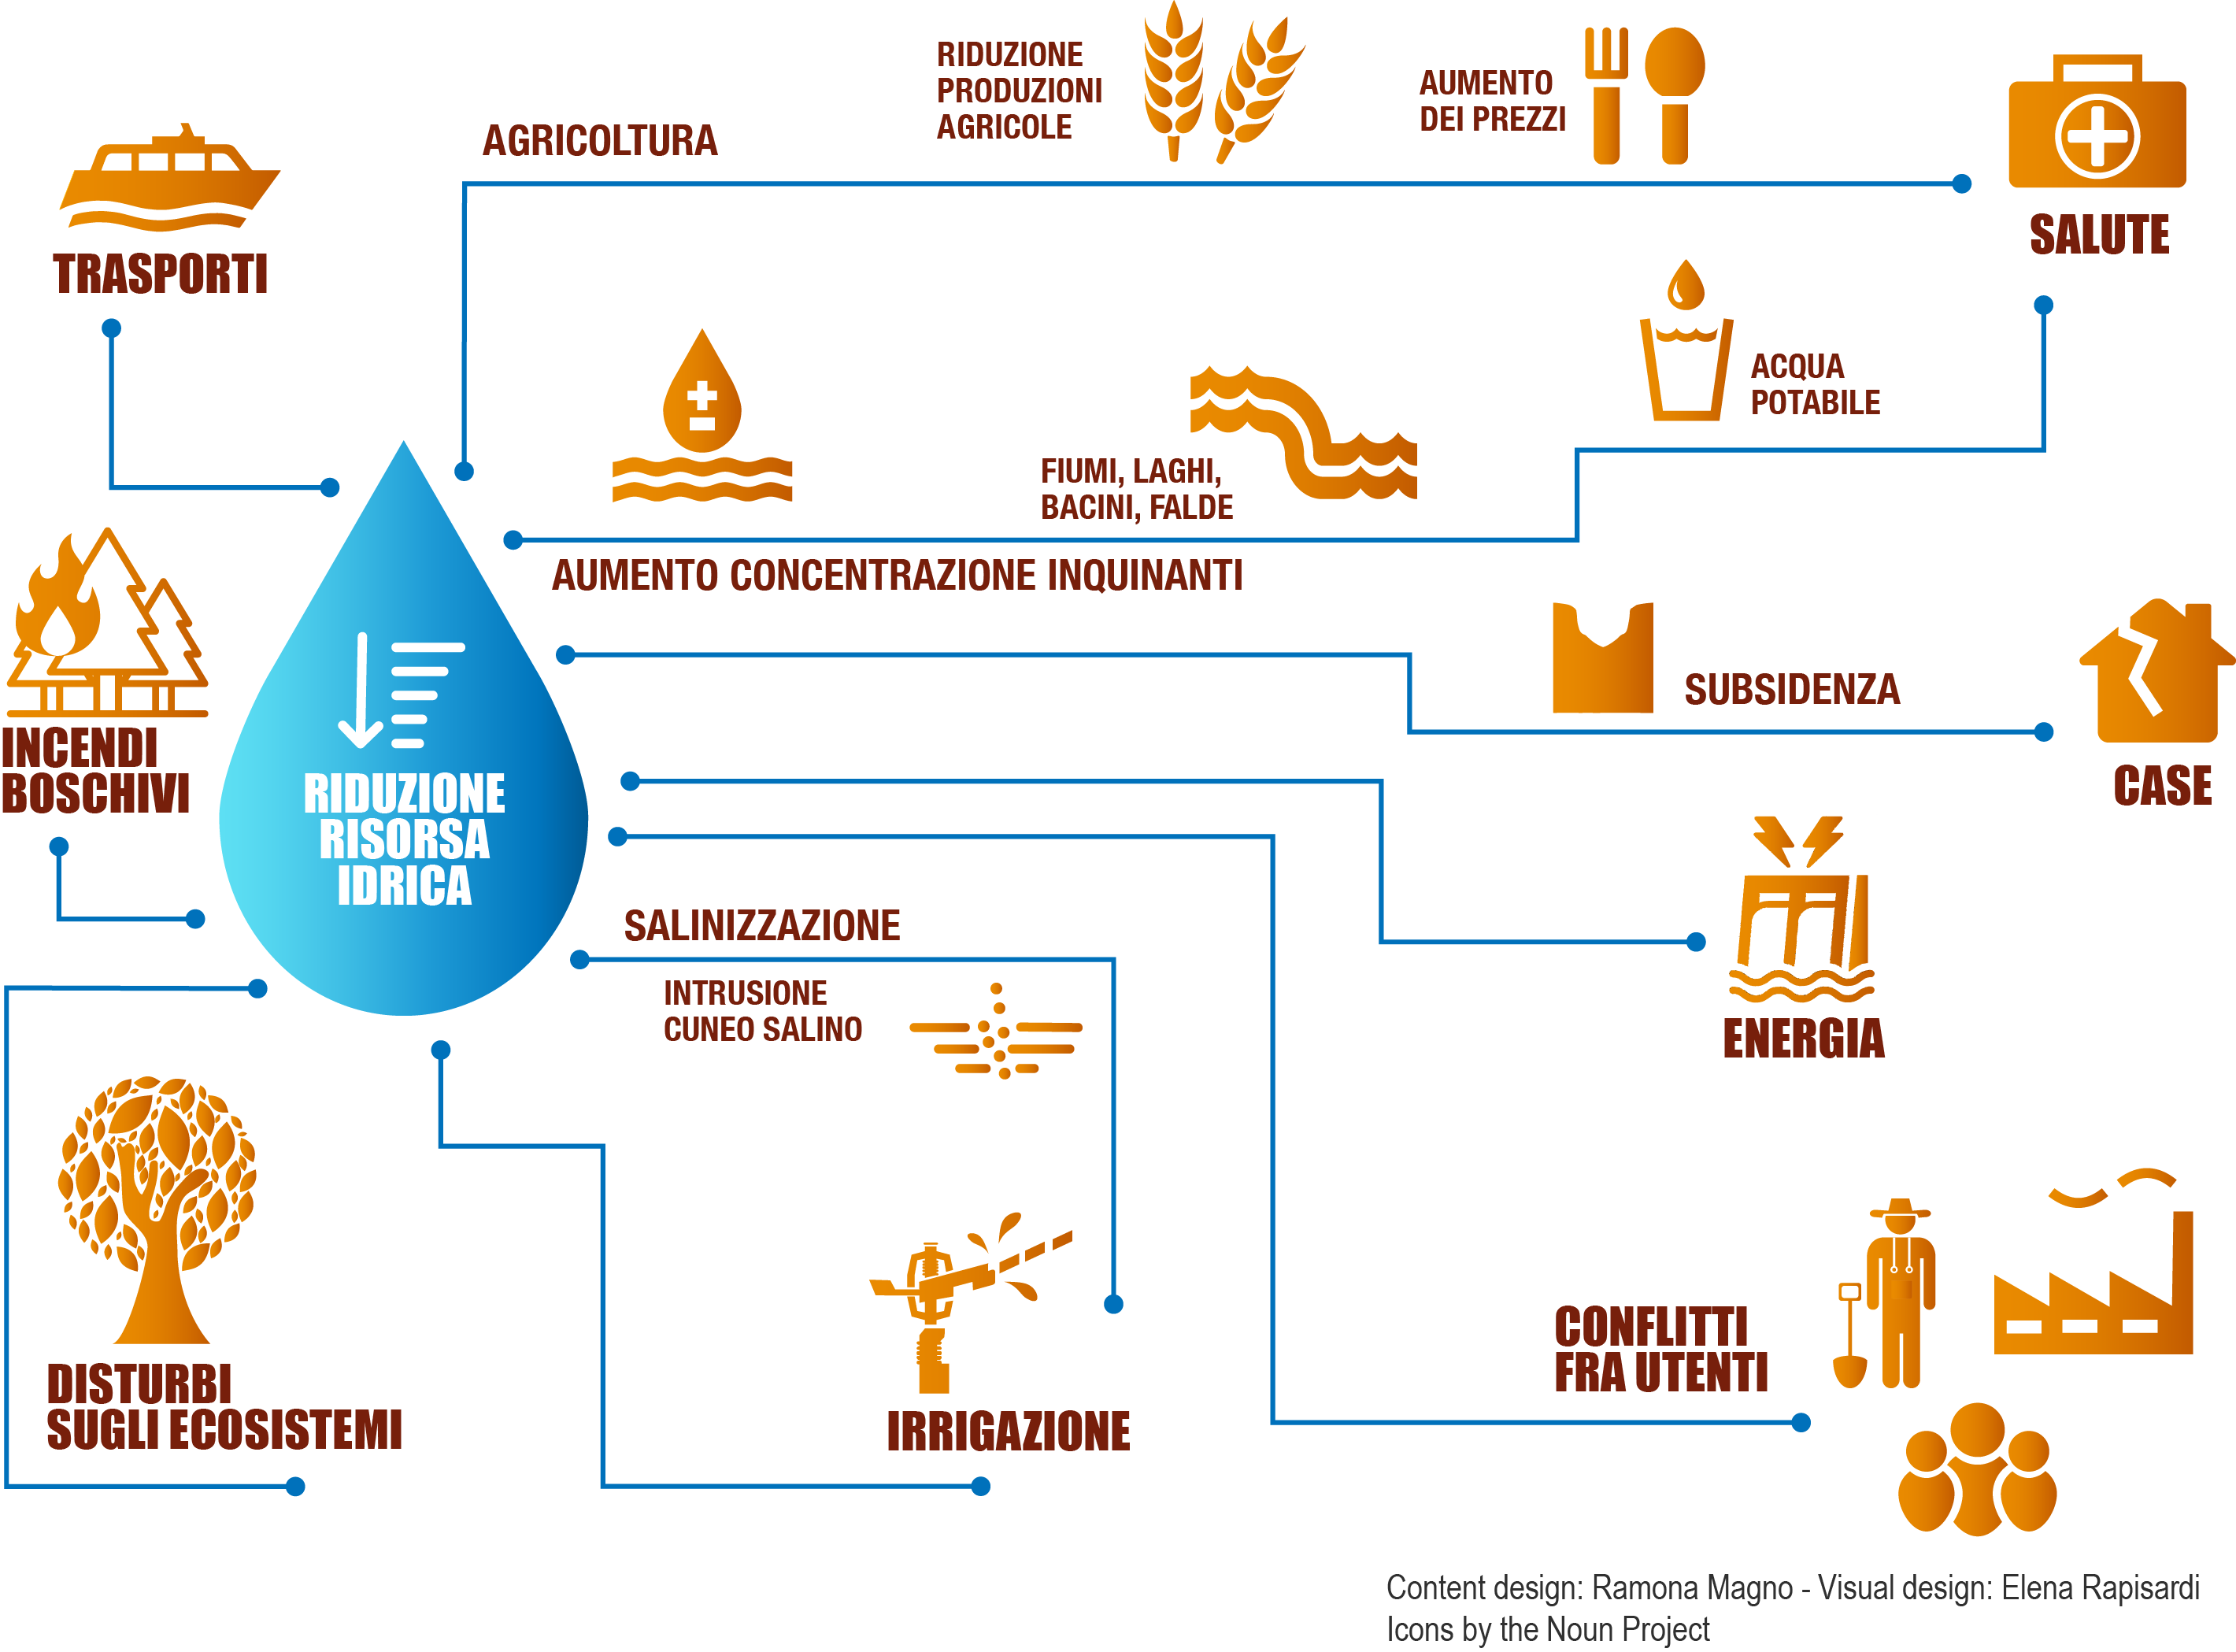 RIDUZIONE
PRODUZIONI
AGRICOLE
AUMENTO
DEI PREZZI
AGRICOLTURA
SALUTE
TRASPORTI
ACQUA
POTABILE
FIUMI, LAGHI,
BACINI, FALDE
AUMENTO CONCENTRAZIONE INQUINANTI
SUBSIDENZA
CASE
INCENDI
BOSCHIVI
RIDUZIONE
RISORSA
IDRICA
SALINIZZAZIONE
INTRUSIONE
CUNEO SALINO
ENERGIA
CONFLITTI
FRA UTENTI
DISTURBI
SUGLI ECOSISTEMI
IRRIGAZIONE
Content design: Ramona Magno - Visual design: Elena Rapisardi
Icons by the Noun Project